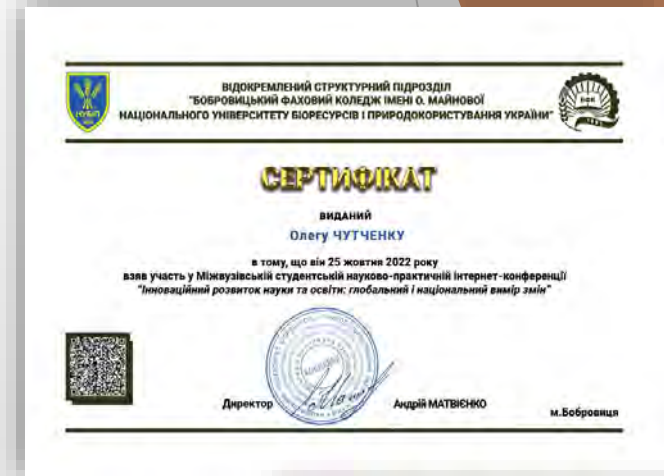 ВІДОКРЕМЛЕНИЙ СТРУКТУРНИЙ ПІДРОЗДІЛ
"БОБРОВИЦЬКИЙ ФАХОВИЙ КОЛЕДЖ ІМЕНІ О. МАЙНОВОЇ
НАЦІОНАЛЬНОГО УНІВЕРСИТЕТУ БІОРЕСУРСІВ І ПРИРОДОКОРИСТУВАННЯ УКРАЇНИ"
НУБІП
БФК
СЕРТИФІКАТ
виданий
Олегу ЧУТЧЕНКУ
в тому, що він 25 жовтня 2022 року
взяв участь у Міжвузівській студентській науково-практичній інтернет-конференції
"Інноваційний розвиток науки та освіти: глобальний і національний вимір змін"
Директор
Андрій МАТВІЄНКО
м.Бобровиця